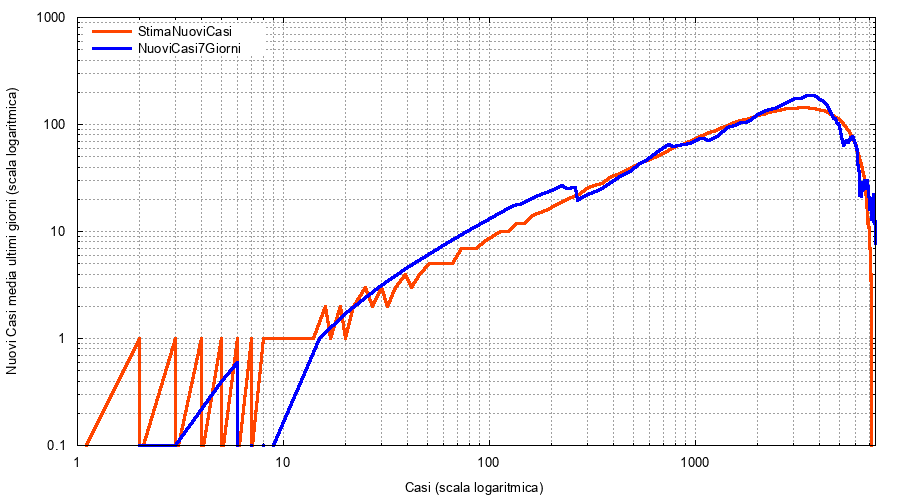 1000
StimaNuoviCasi
NuoviCasi7Giorni
100
10
1
0.1
Nuovi Casi media ultimi giorni (scala logaritmica)
1 10 100 1000
Casi (scala logaritmica)